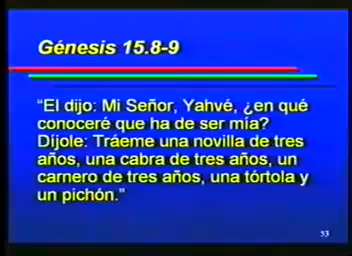 Génesis 15.8-9
“El dijo: Mi Señor, Yahvé, ¿en qué
conoceré que ha de ser mía?
Díjole: Tráeme una novilla de tres
años, una cabra de tres años, un
carnero de tres años, una tórtola y
un pichón.”
53